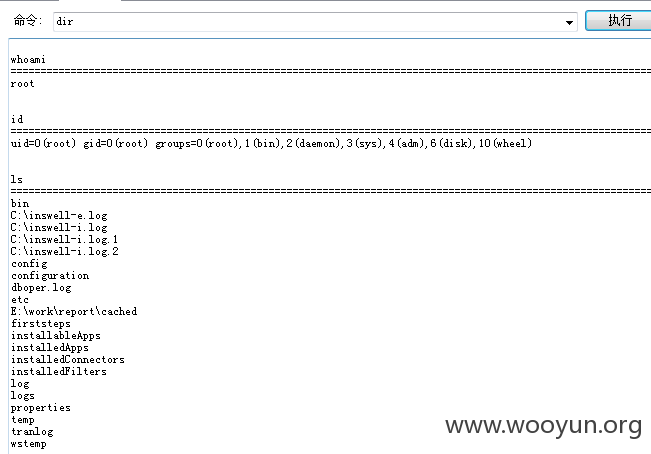 命令: dir 执行
whoami
================================================================================
root
id
================================================================================
uid=0(root) gid=0(root) groups=0(root),1(bin),2(daemon),3(sys),4(adm),6(disk),10(wheel)
ls
================================================================================
bin
C:\inswell-e.log
C:\inswell-i.log
C:\inswell-i.log.1
C:\inswell-i.log.2
config
configuration
dboper.log
etc
E:\work\report\cached
firststeps
installableApps
installedApps
installedConnectors
installedFilters
log
logs
properties
temp
tranlog
wstemp
www.wooyun.org